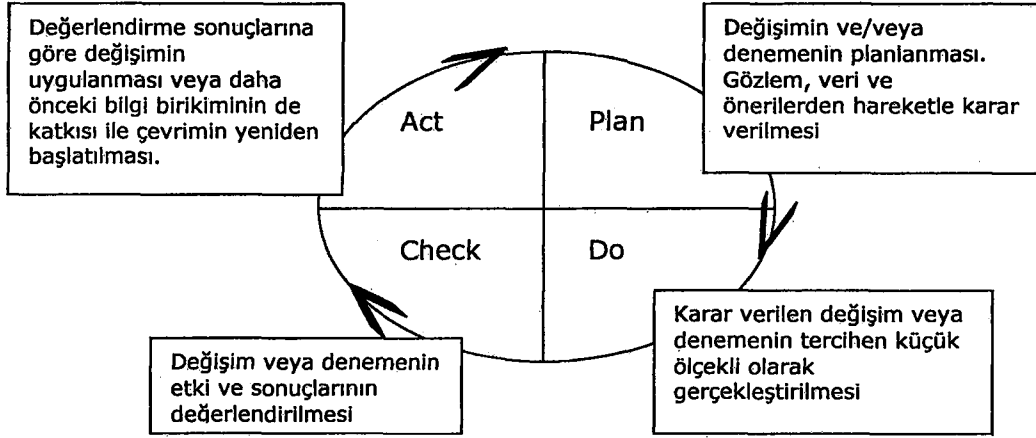 Değerlendirme sonuçlarına
göre değişimin
uygulanması veya daha
önceki bilgi birikiminin de
katkısı ile çevrimin yeniden
başlatılması.
Değişimin ve/veya
denemenin planlanması.
Gözlem, veri ve
önerilerden hareketle karar
verilmesi
Act
Plan
Check
Do
Değişim veya denemenin
etki ve sonuçlarının
değerlendirilmesi
Karar verilen değişim veya
denemenin tercihen küçük
ölçekli olarak
gerçekleştirilmesi